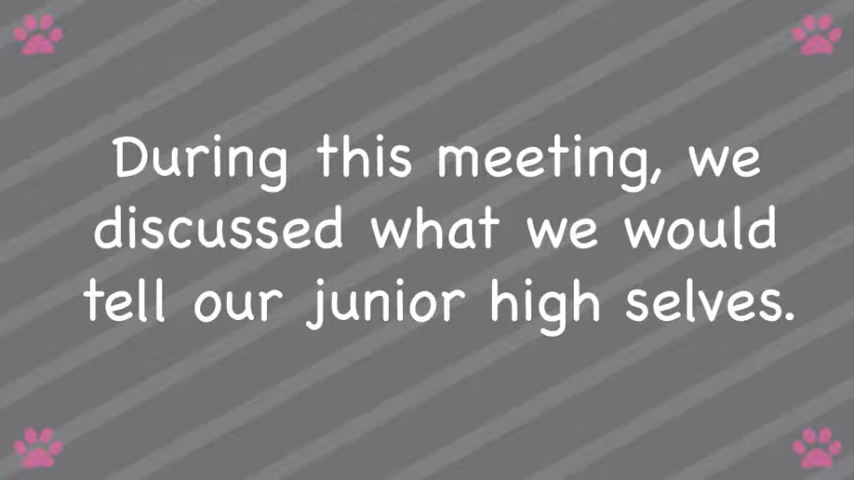 During this meeting, we
discussed what we would
tell our junior high selves.